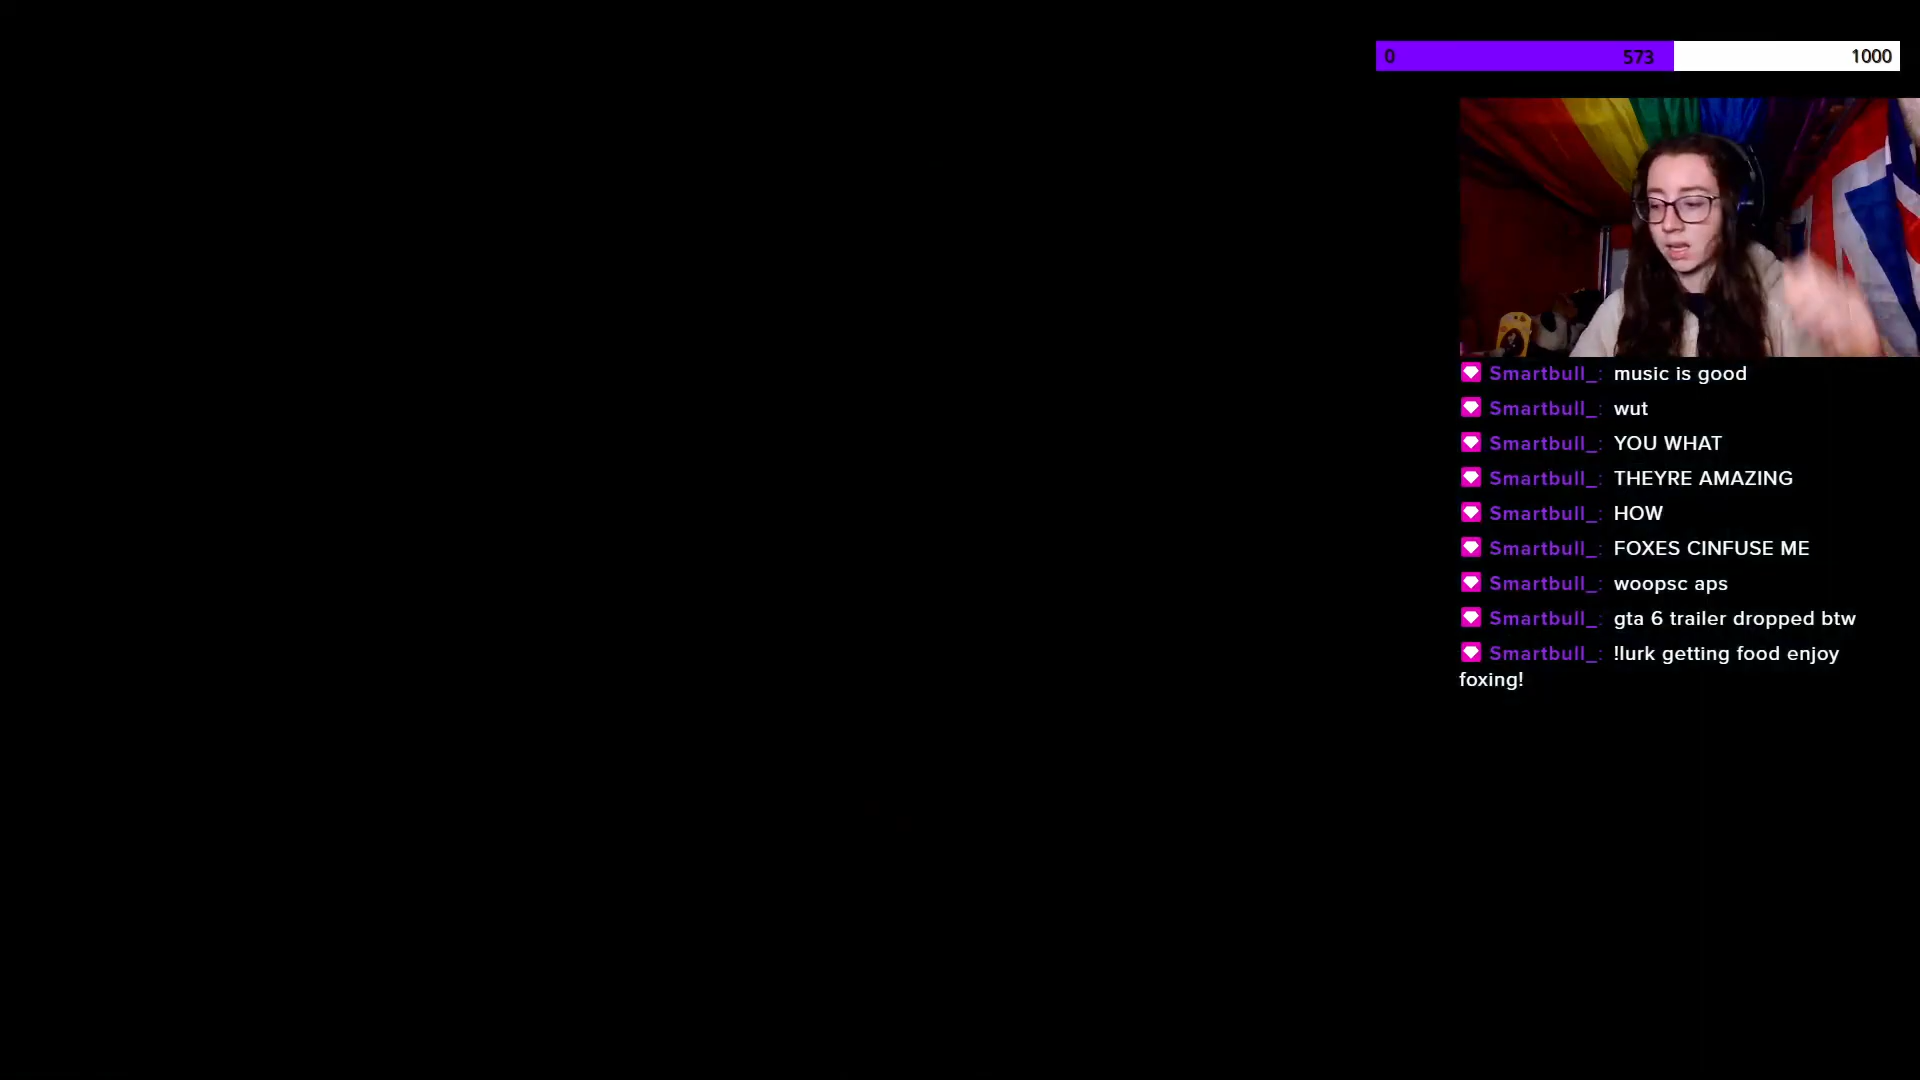 0 573 1000
Smartbull_: music is good
Smartbull_: wut
Smartbull_: YOU WHAT
Smartbull_: THEYRE AMAZING
Smartbull_: HOW
Smartbull_: FOXES CINFUSE ME
Smartbull_: woopsc aps
Smartbull_: gta 6 trailer dropped btw
Smartbull_: !lurk getting food enjoy
foxing!